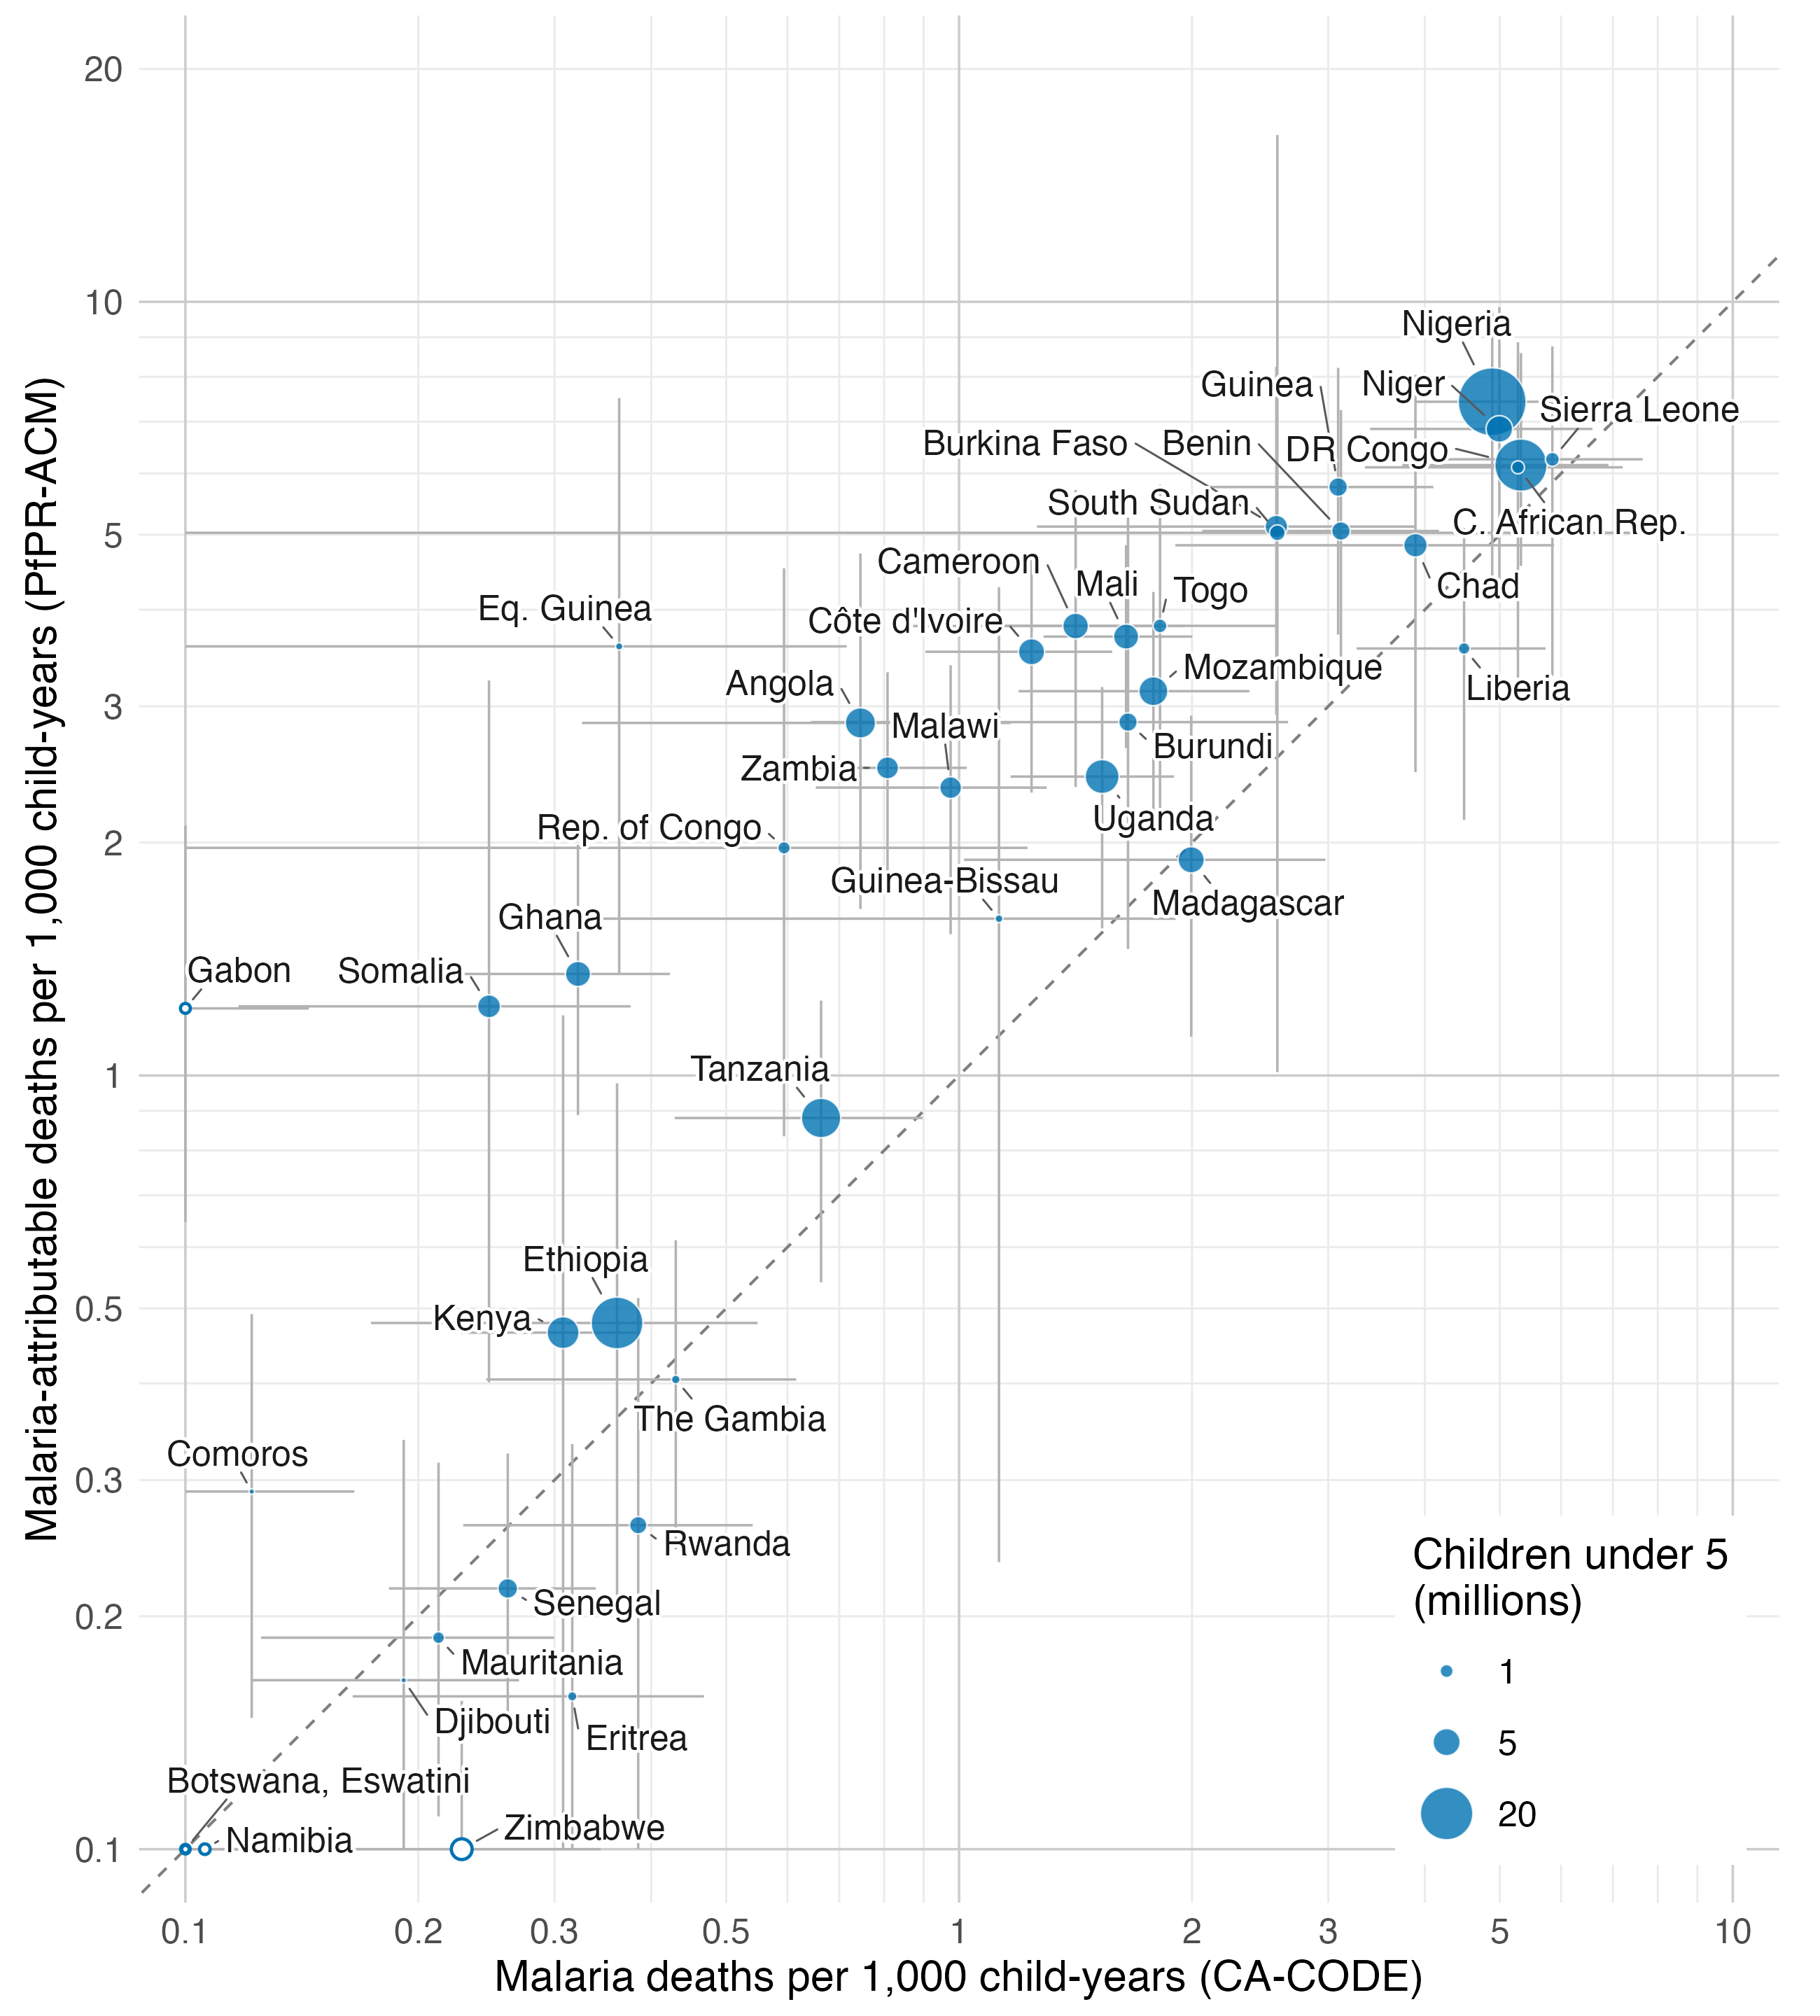 Malaria-attributable deaths per 1,000 child-years (PfPR-ACM)
20
10
5
3
2
1
0.5
0.3
0.2
0.1
Nigeria
Niger
Guinea
Sierra Leone
Burkina Faso
Benin
DR Congo
South Sudan
C. African Rep.
Cameroon
Mali
Togo
Chad
Eq. Guinea
Côte d'Ivoire
Mozambique
Liberia
Angola
Malawi
Burundi
Zambia
Uganda
Rep. of Congo
Guinea-Bissau
Madagascar
Ghana
Gabon
Somalia
Tanzania
Ethiopia
Kenya
The Gambia
Comoros
Rwanda
Senegal
Mauritania
Djibouti
Eritrea
Botswana, Eswatini
Namibia
Zimbabwe
Children under 5
(millions)
1
5
20
0.1
0.2
0.3
0.5
1
2
3
5
10
Malaria deaths per 1,000 child-years (CA-CODE)